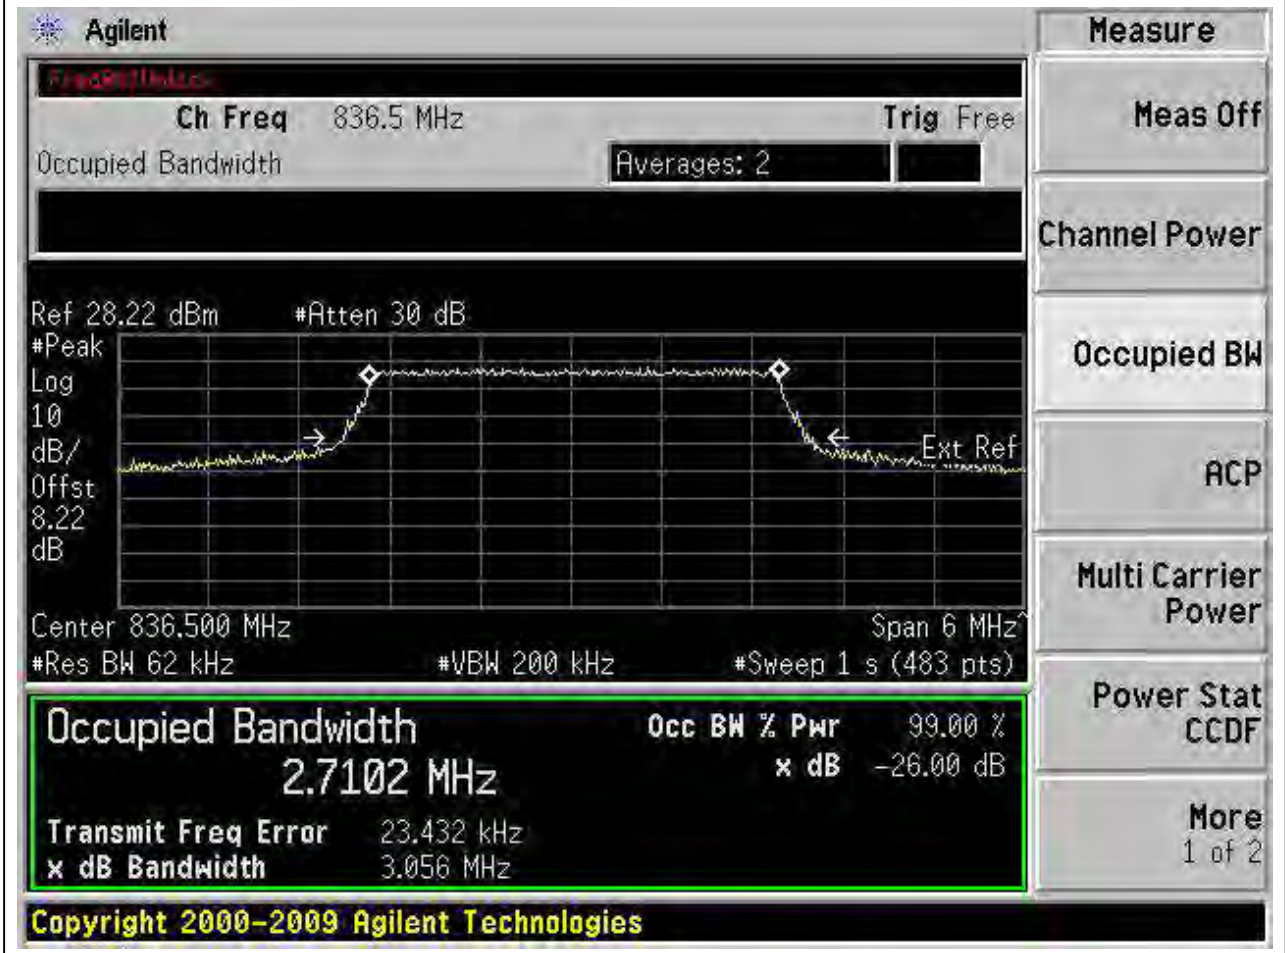 Agilent
Measure
Ch Freq 836.5 MHz Trig Free
Occupied Bandwidth Averages: 2
Ref 28.22 dBm #Atten 30 dB
#Peak
Log
10
dB/
Offst
8.22
dB
Ext Ref
Center 836.500 MHz Span 6 MHz^
#Res BW 62 kHz #VBW 200 kHz #Sweep 1 s (483 pts)
Occupied Bandwidth Occ BW % Pwr 99.00 %
2.7102 MHz x dB -26.00 dB
Transmit Freq Error 23.432 kHz
x dB Bandwidth 3.056 MHz
Copyright 2000-2009 Agilent Technologies
Meas Off
Channel Power
Occupied BW
ACP
Multi Carrier
Power
Power Stat
CCDF
More
1 of 2